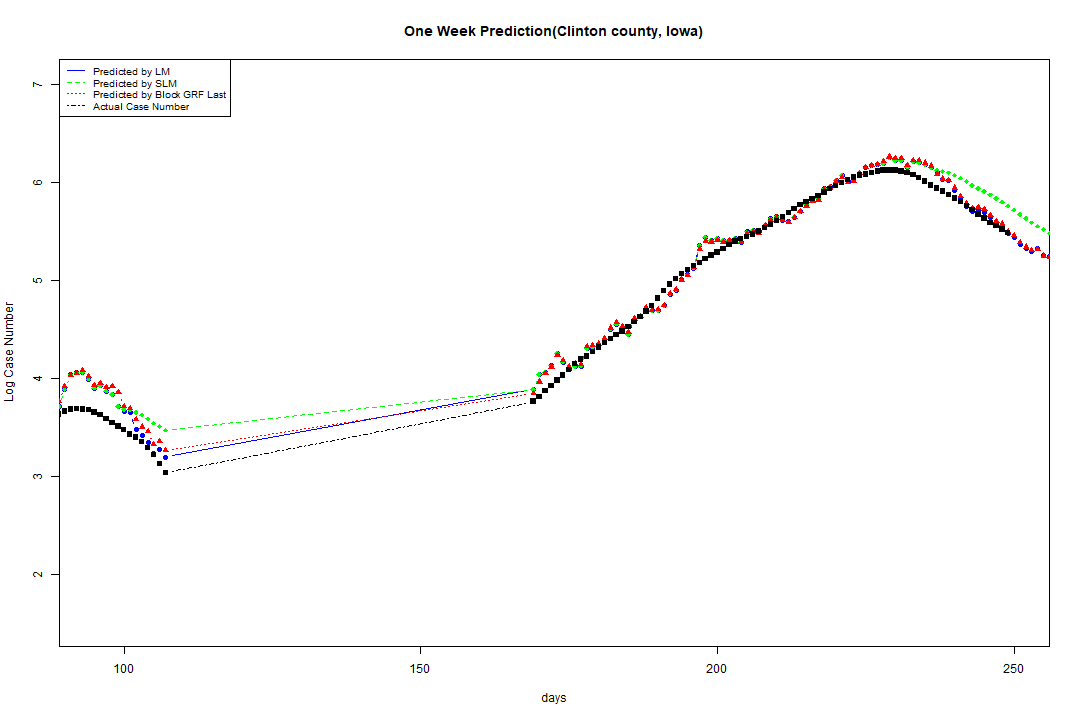 One Week Prediction(Clinton county, Iowa)
Predicted by LM
Predicted by SLM
Predicted by Block GRF Last
Actual Case Number
7
6
5
4
3
2
Log Case Number
100 150 200 250
days